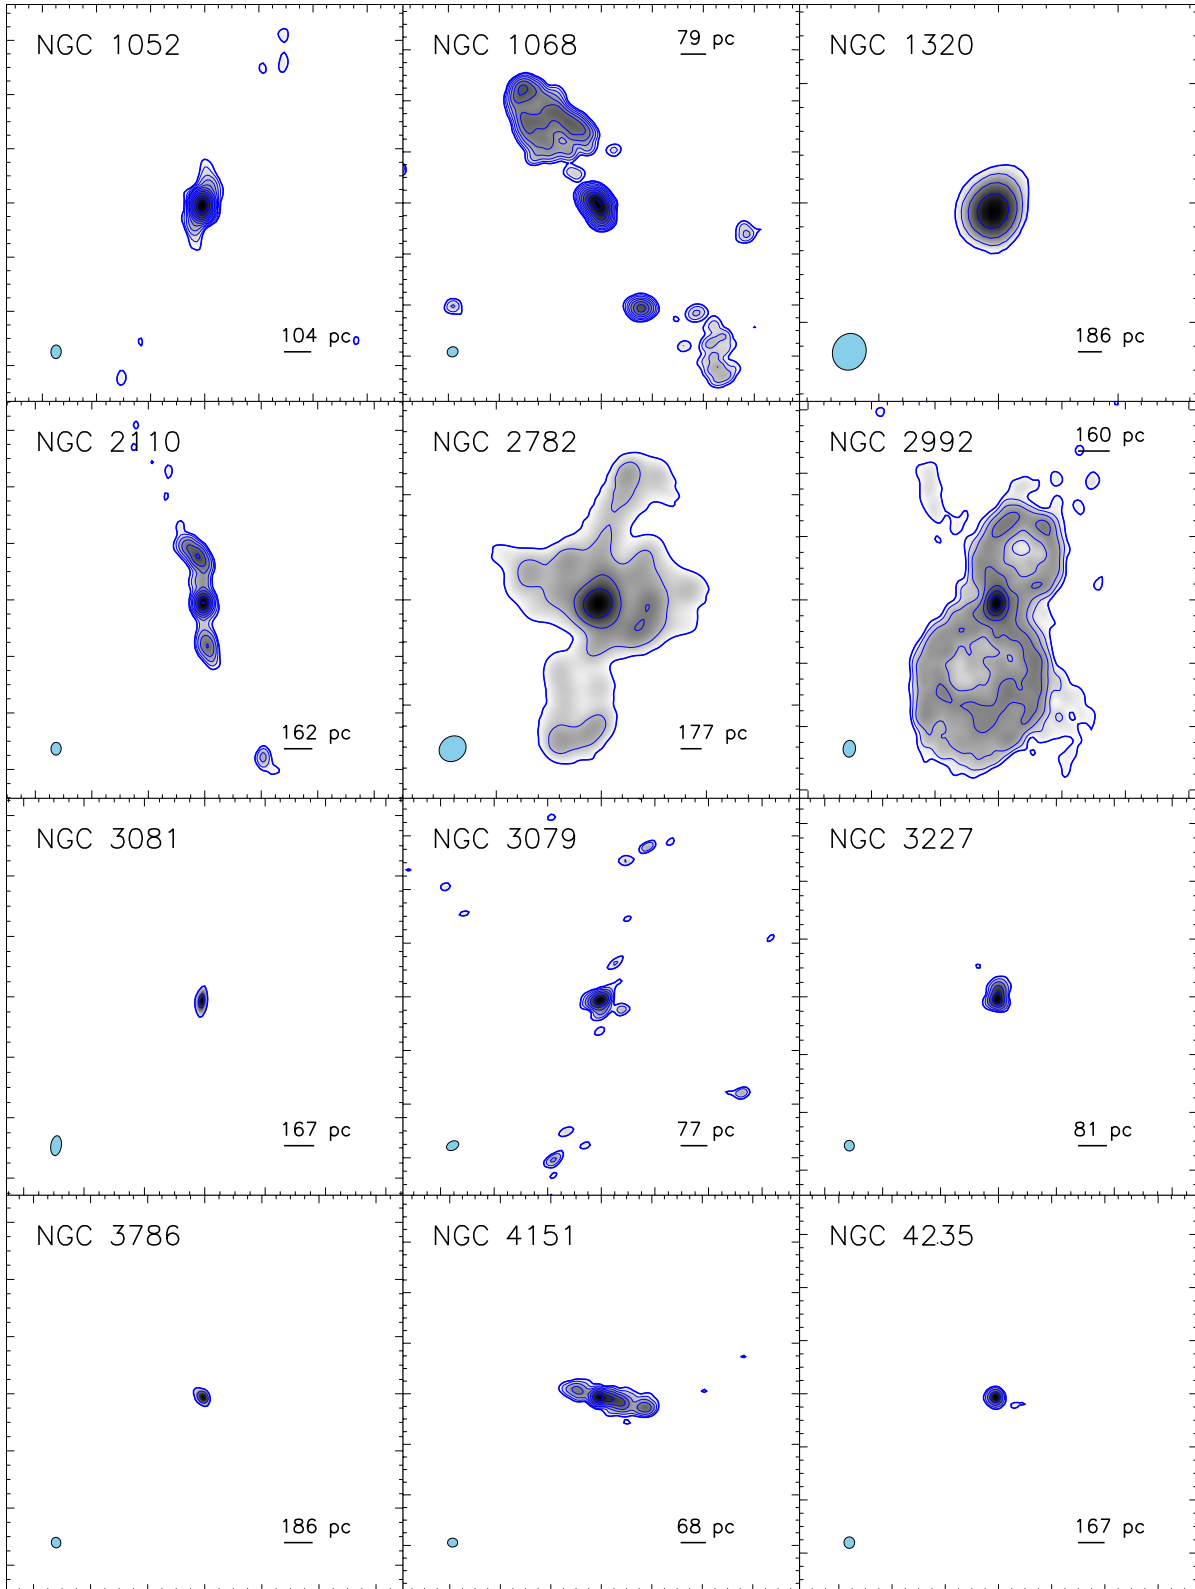 NGC 1052
104 pc
NGC 1068
79 pc
NGC 1320
186 pc
NGC 2110
162 pc
NGC 2782
177 pc
NGC 2992
160 pc
NGC 3081
167 pc
NGC 3079
77 pc
NGC 3227
81 pc
NGC 3786
186 pc
NGC 4151
68 pc
NGC 4235
167 pc